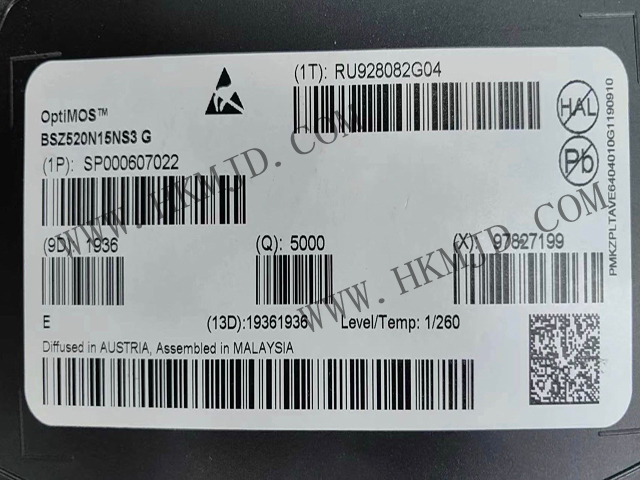 (1T): RU928082G04
OptiMOS™
BSZ520N15NS3 G
(1P): SP000607022
HAL
Pb
(9D): 1936
(Q): 5000
(X): 97827199
E
(13D):19361936
Level/Temp: 1/260
Diffused in AUSTRIA, Assembled in MALAYSIA
PMKZPLTAVE6404010G1190910
WWW.HKMJD.COM
WWW.HKMJD.COM